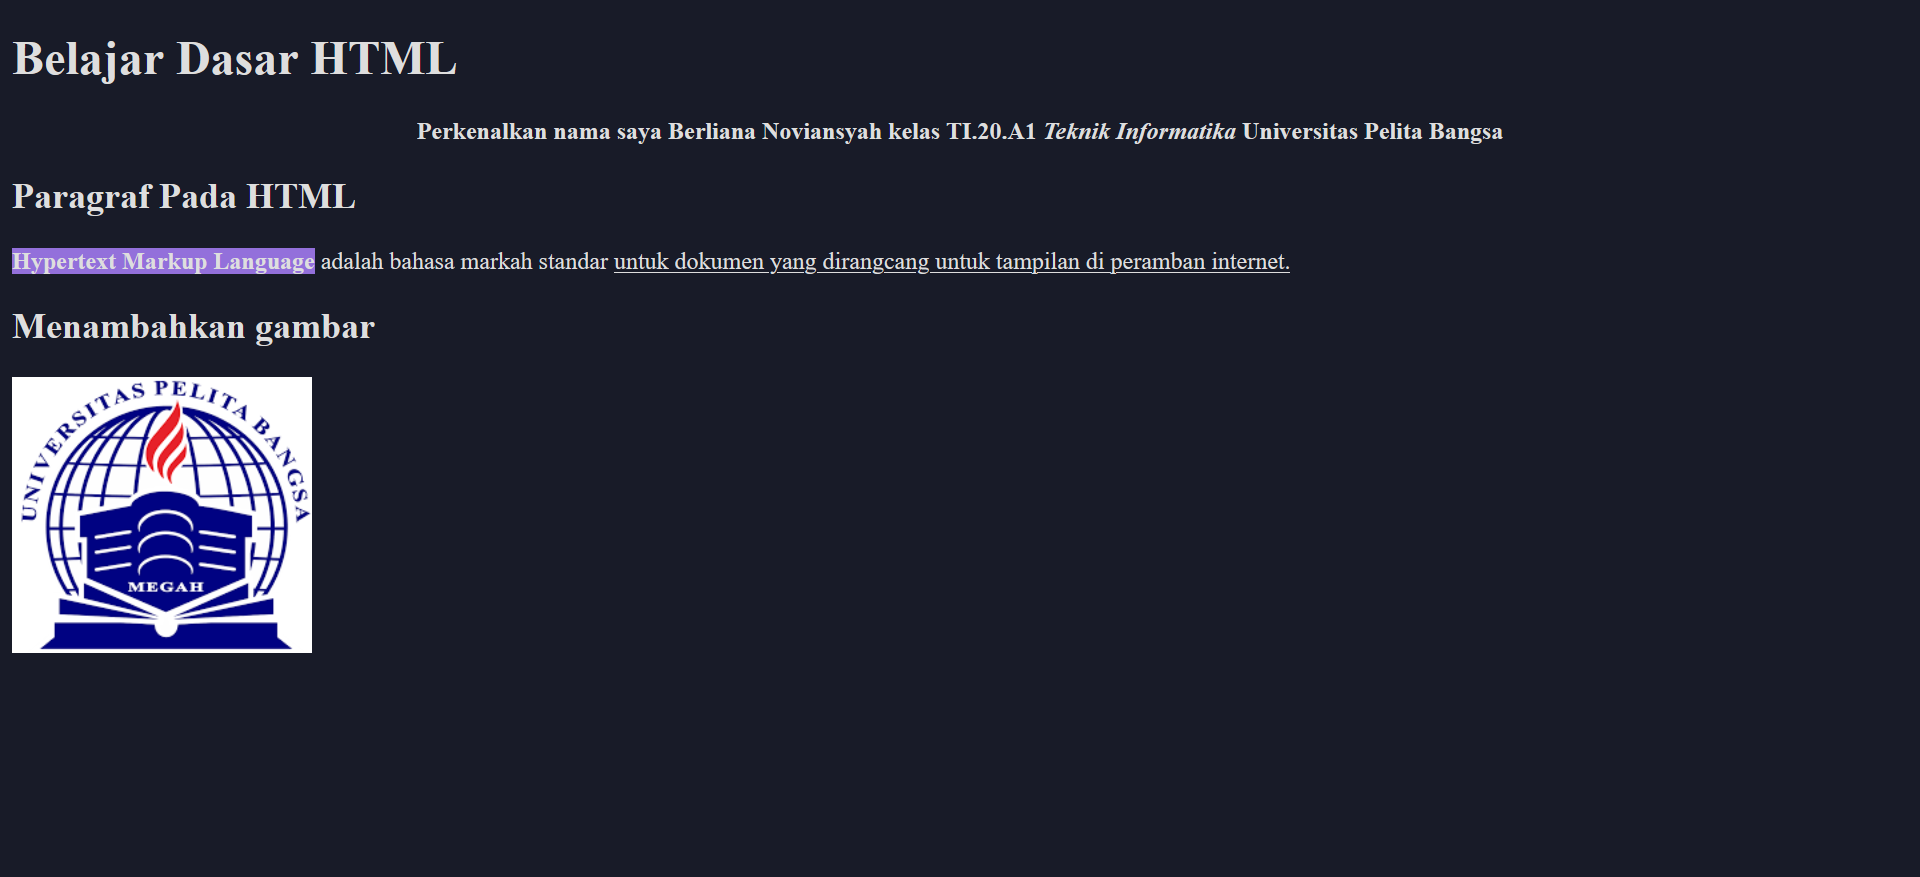 Belajar Dasar HTML
Perkenalkan nama saya Berliana Noviansyah kelas TI.20.A1 Teknik Informatika Universitas Pelita Bangsa
Paragraf Pada HTML
Hypertext Markup Language adalah bahasa markah standar untuk dokumen yang dirangcang untuk tampilan di peramban internet.
Menambahkan gambar
UNIVERSITAS PELITA BANGSA
MEGAH